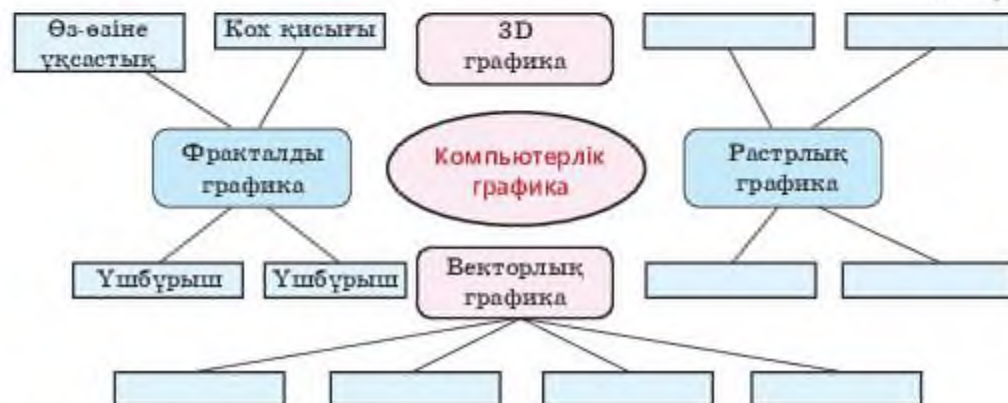 Өз-өзіне
ұқсастық
Кох қисығы
3D
графика
Фракталды
графика
Компьютерлік
графика
Растрлық
графика
Үшбұрыш
Үшбұрыш
Векторлық
графика